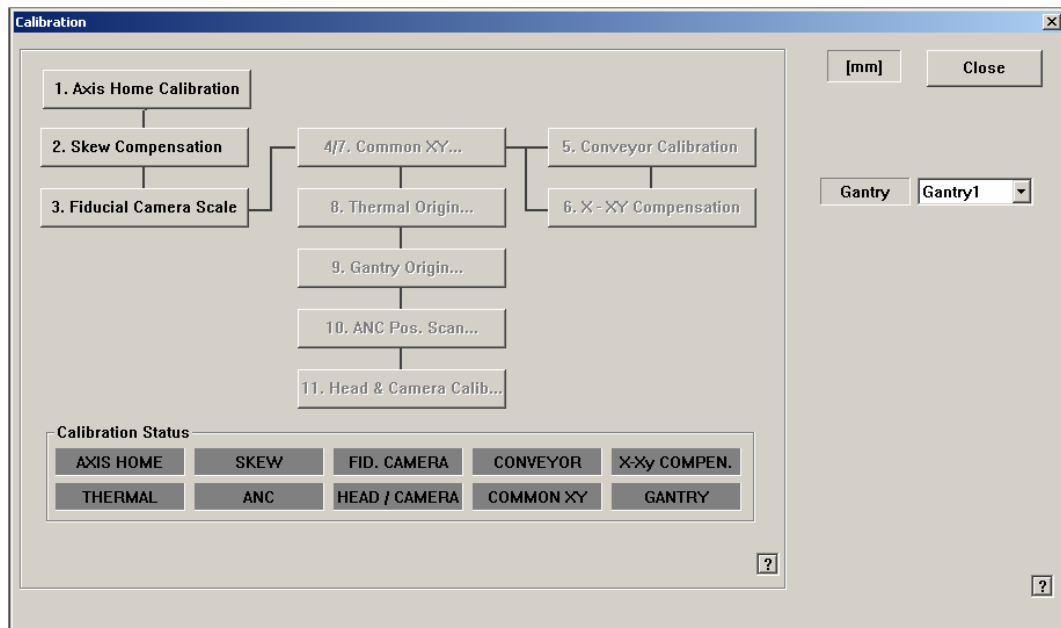 Calibration
[mm]
Close
1. Axis Home Calibration
2. Skew Compensation
4/7. Common XY...
5. Conveyor Calibration
Gantry
Gantry1
3. Fiducial Camera Scale
8. Thermal Origin...
6. X - XY Compensation
9. Gantry Origin...
10. ANC Pos. Scan...
11. Head & Camera Calib...
Calibration Status
AXIS HOME
SKEW
FID. CAMERA
CONVEYOR
X-Xy COMPEN.
THERMAL
ANC
HEAD / CAMERA
COMMON XY
GANTRY
?
?